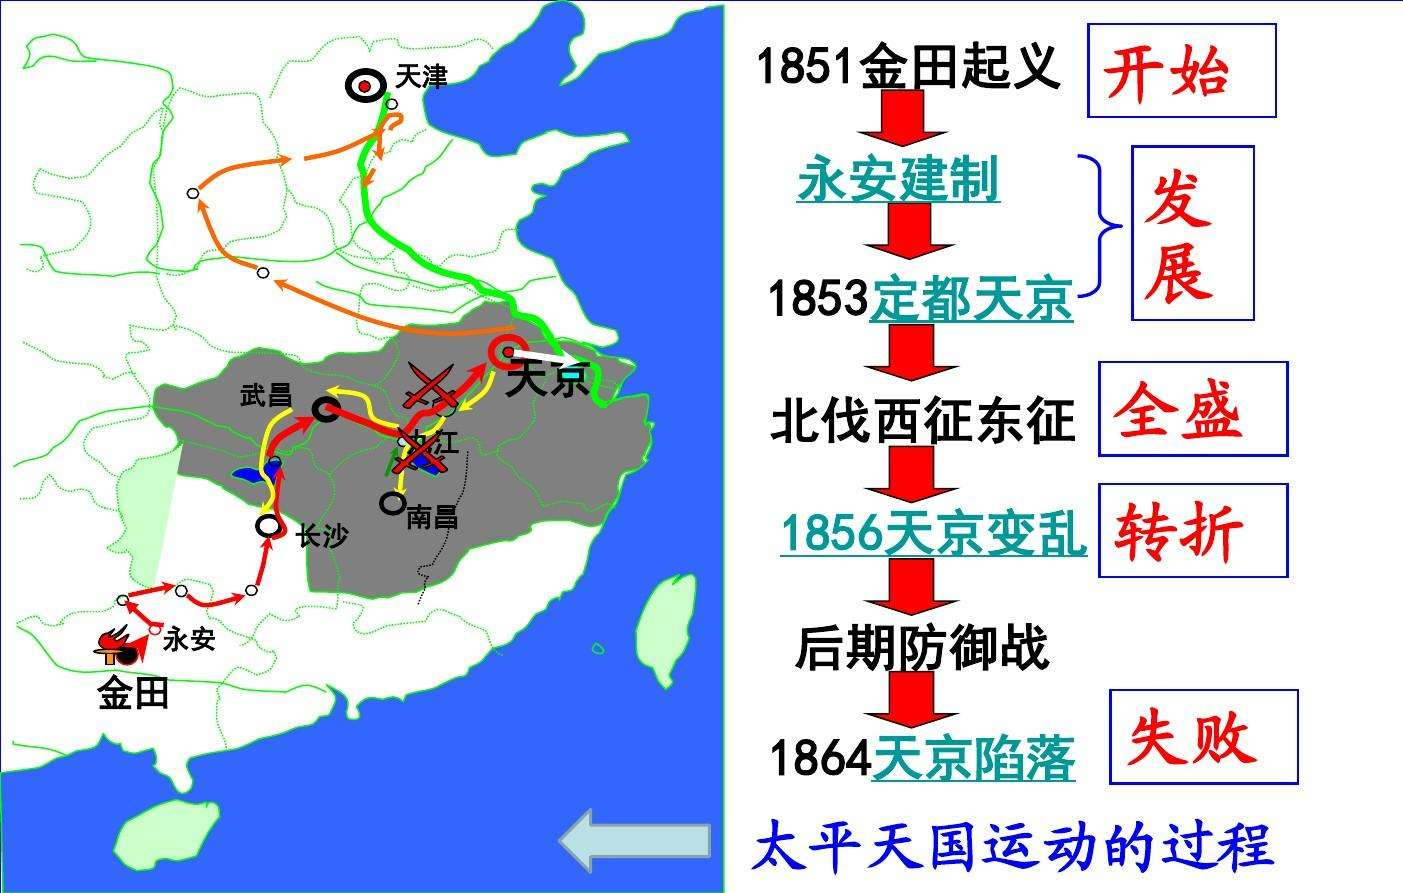 天津
天京
武昌
九江
南昌
长沙
永安
金田
1851金田起义
开始
永安建制
发
展
1853定都天京
北伐西征东征
全盛
1856天京变乱
转折
后期防御战
1864天京陷落
失败
太平天国运动的过程